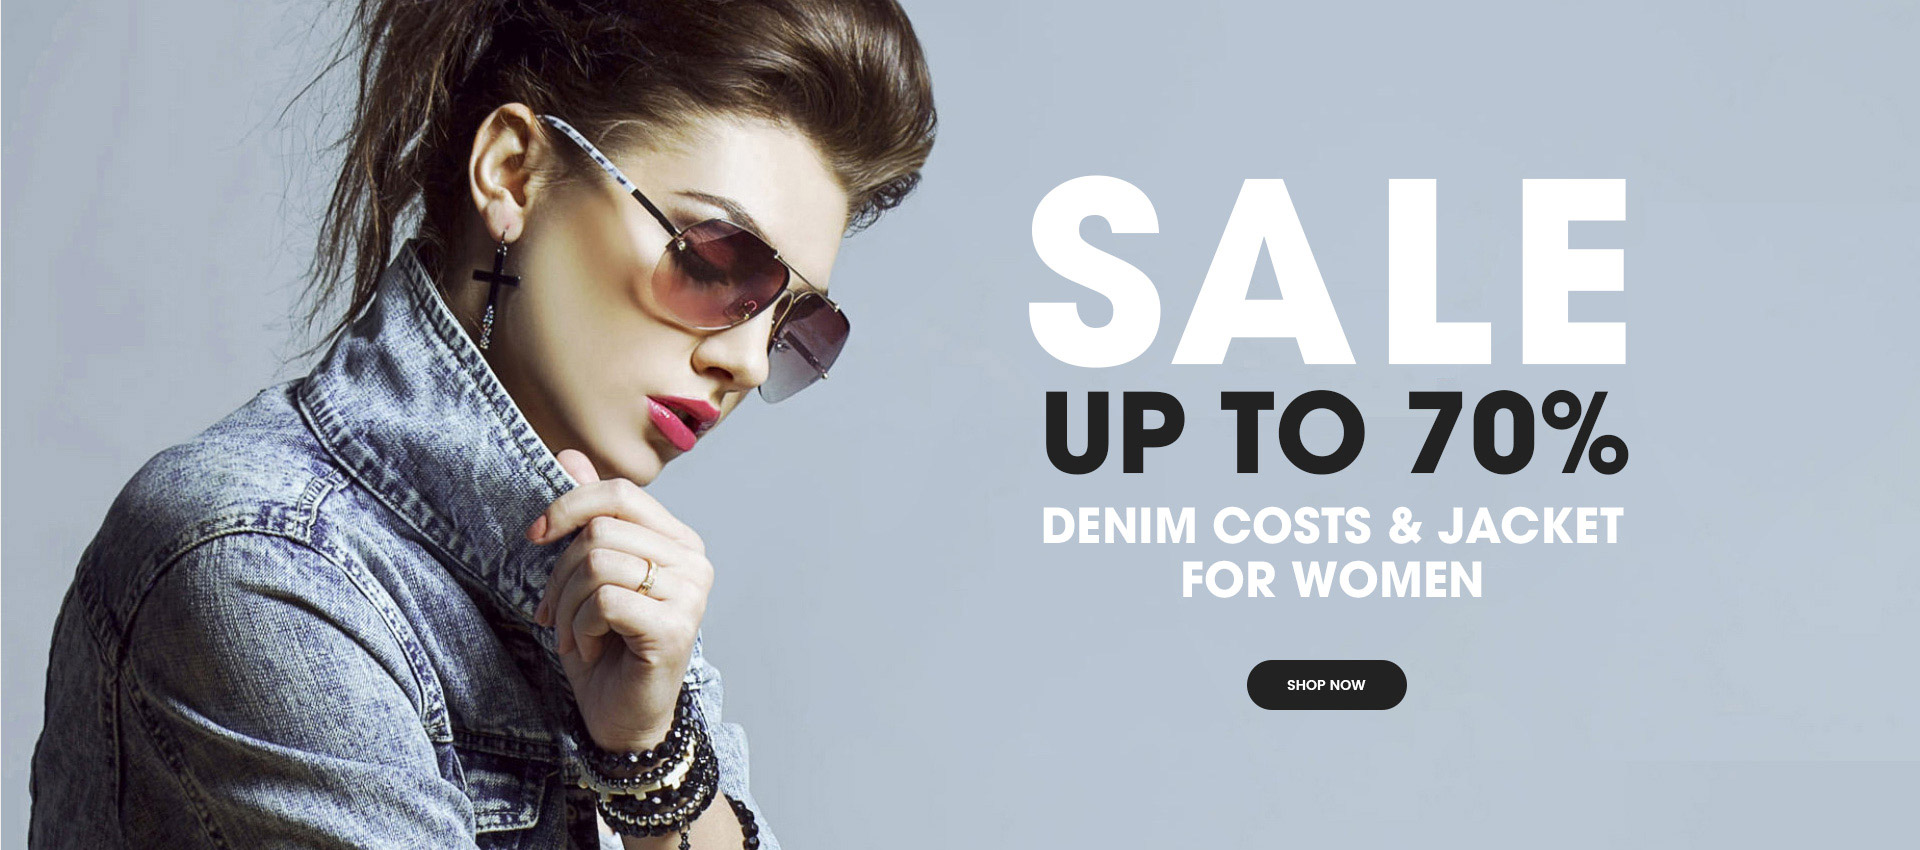 SALE
UP TO 70%
DENIM COSTS & JACKET
FOR WOMEN
SHOP NOW